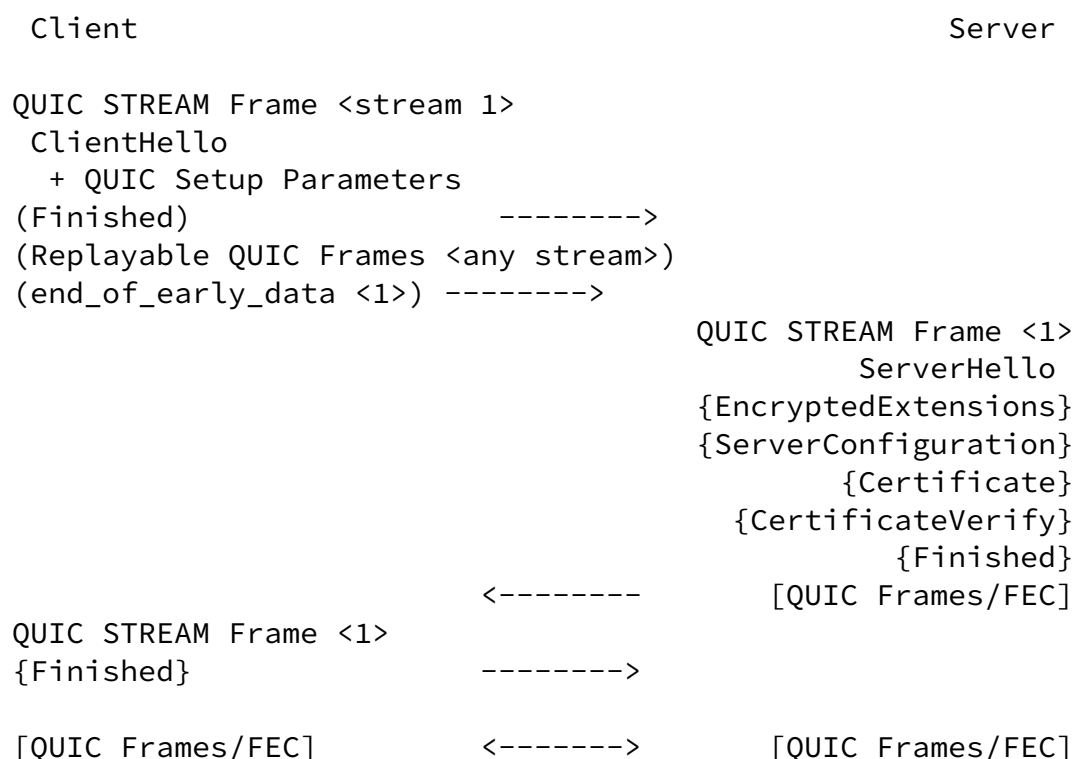 Client                                             Server

QUIC STREAM Frame <stream 1>
 ClientHello
  + QUIC Setup Parameters
(Finished)                 -------->
(Replayable QUIC Frames <any stream>)
(end_of_early_data <1>) -------->
                                      QUIC STREAM Frame <1>
                                               ServerHello
                                      {EncryptedExtensions}
                                      {ServerConfiguration}
                                              {Certificate}
                                        {CertificateVerify}
                                                 {Finished}
                          <--------       [QUIC Frames/FEC]
QUIC STREAM Frame <1>
{Finished}                -------->

[QUIC Frames/FEC]         <------->       [QUIC Frames/FEC]